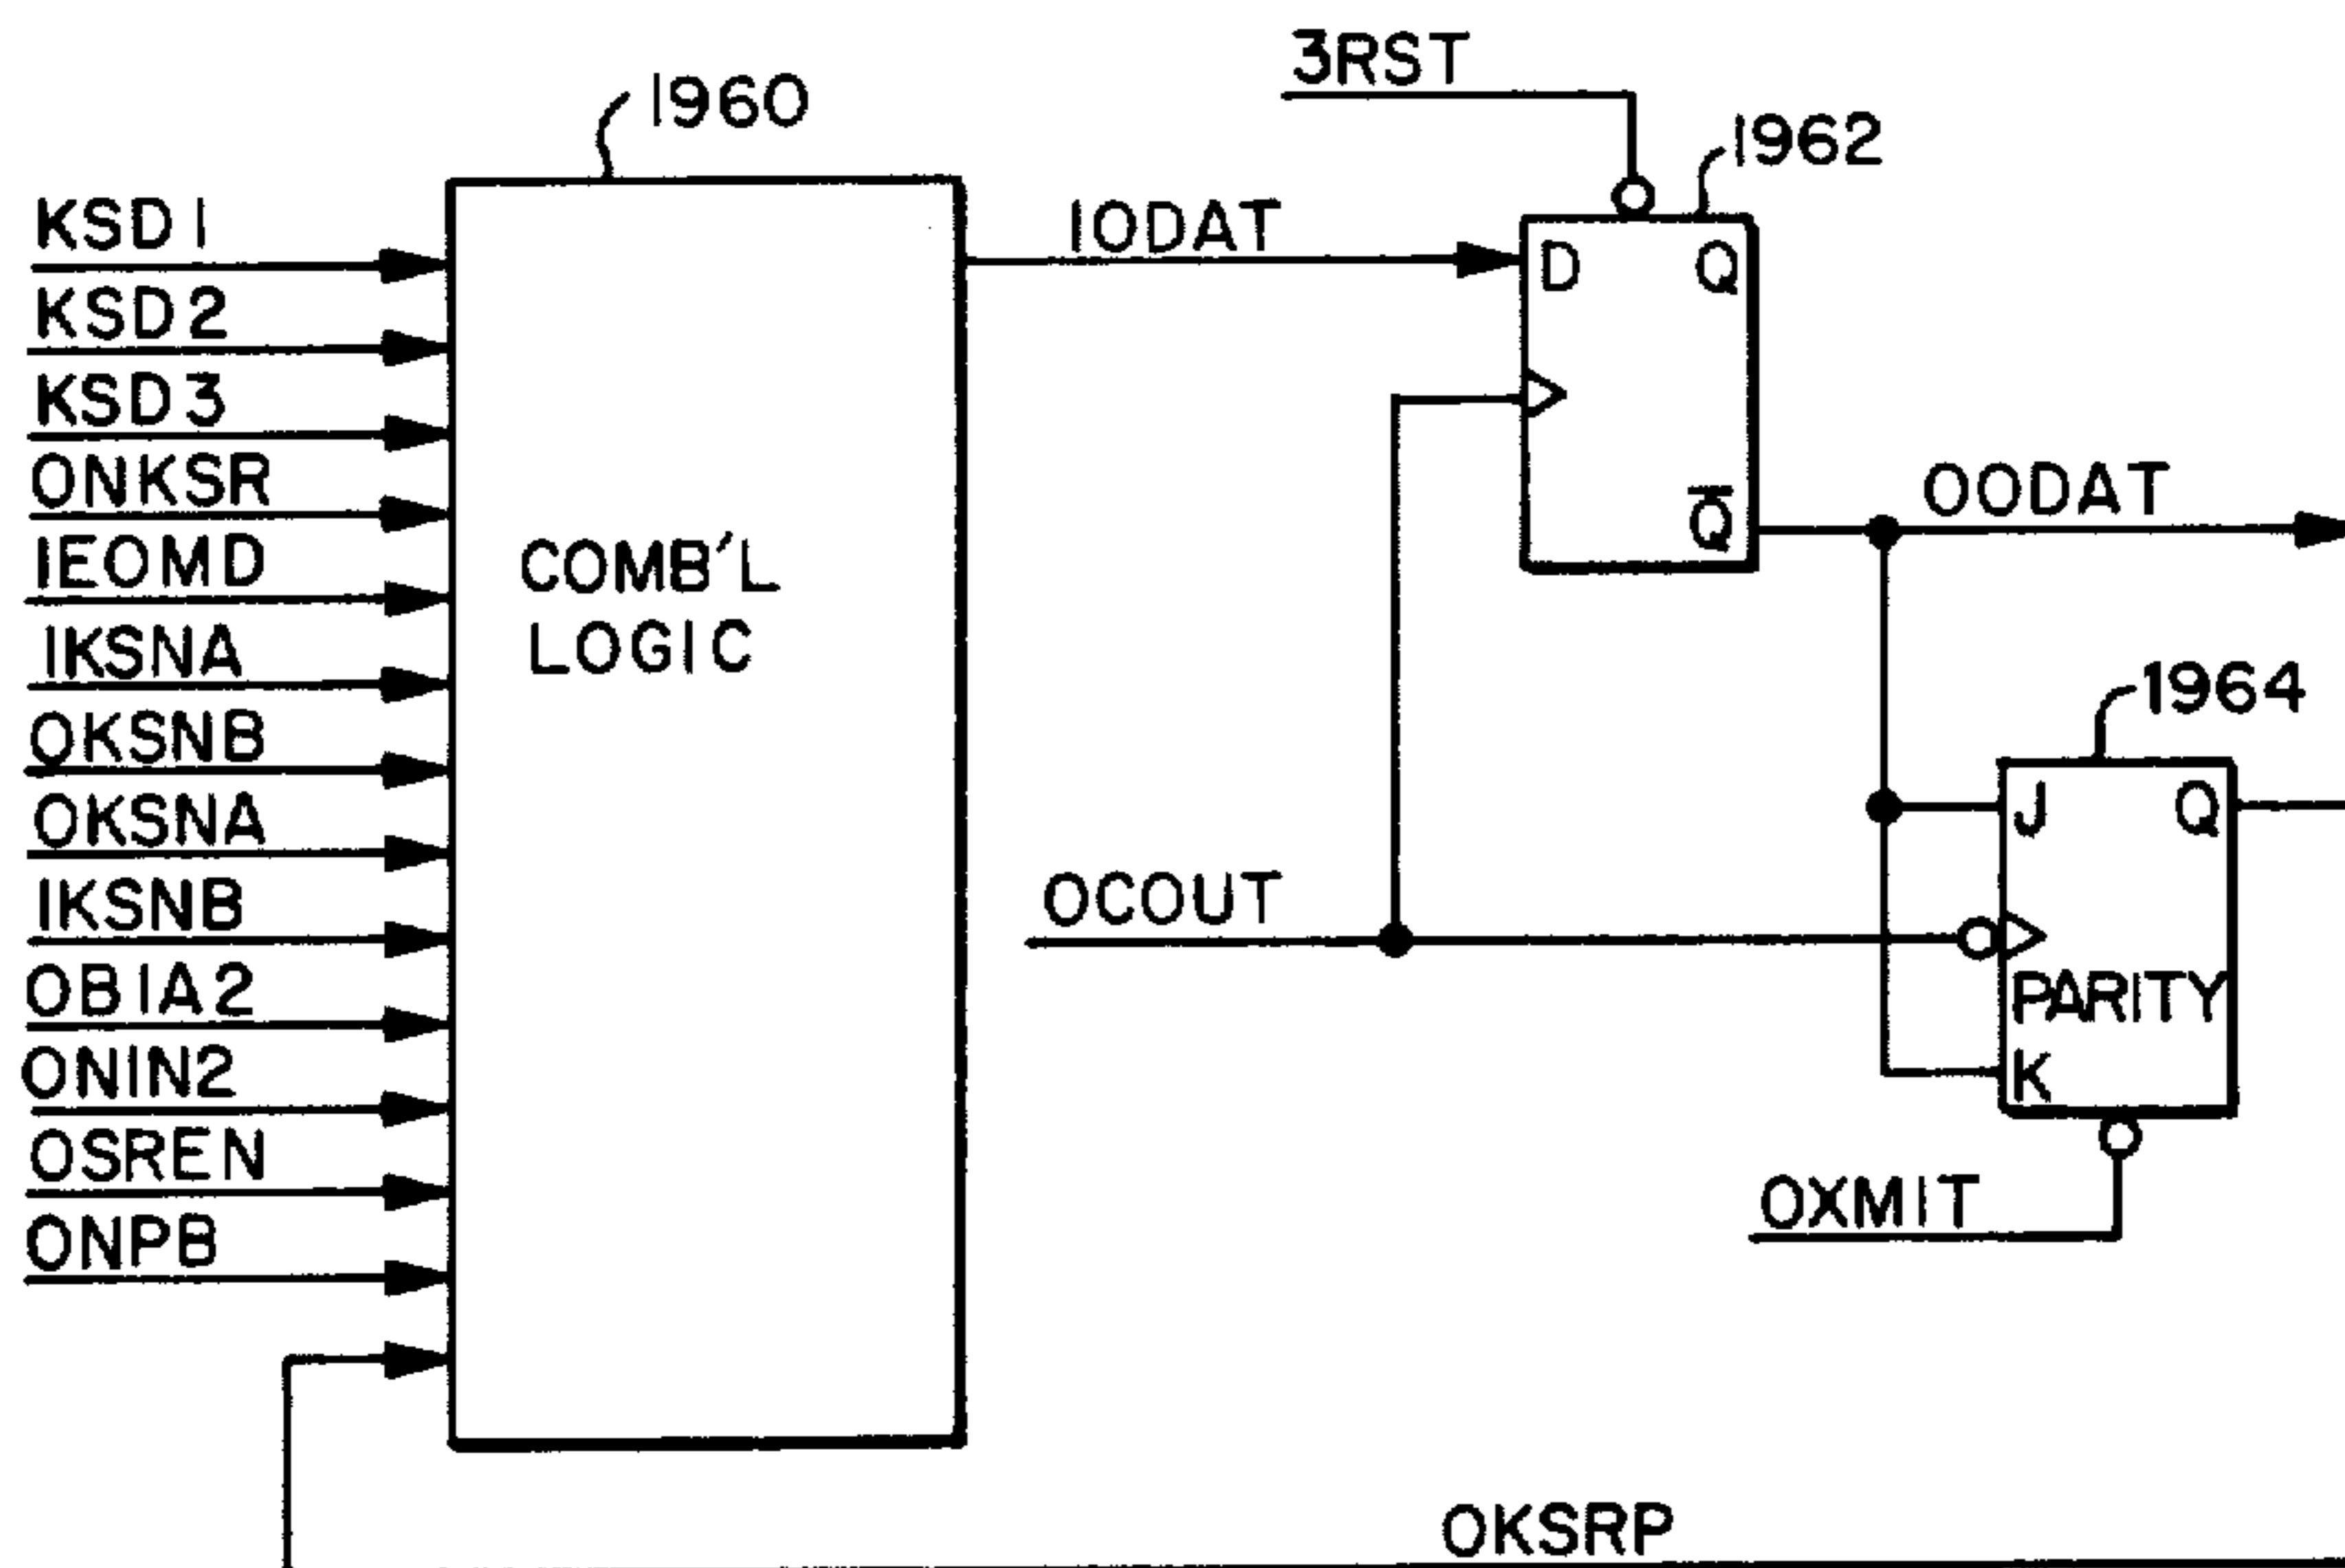 3RST
1960
1962
KSD1
IODAT
D Q
KSD2
KSD3
ONKSR
Q
OODAT
IEOMD
COMB'L
LOGIC
IKSNA
1964
OKSNB
J Q
OKSNA
IKSNB
OCOUT
OBIA2
PARITY
ONIN2
K
OSREN
OXMIT
ONPB
OKSRP